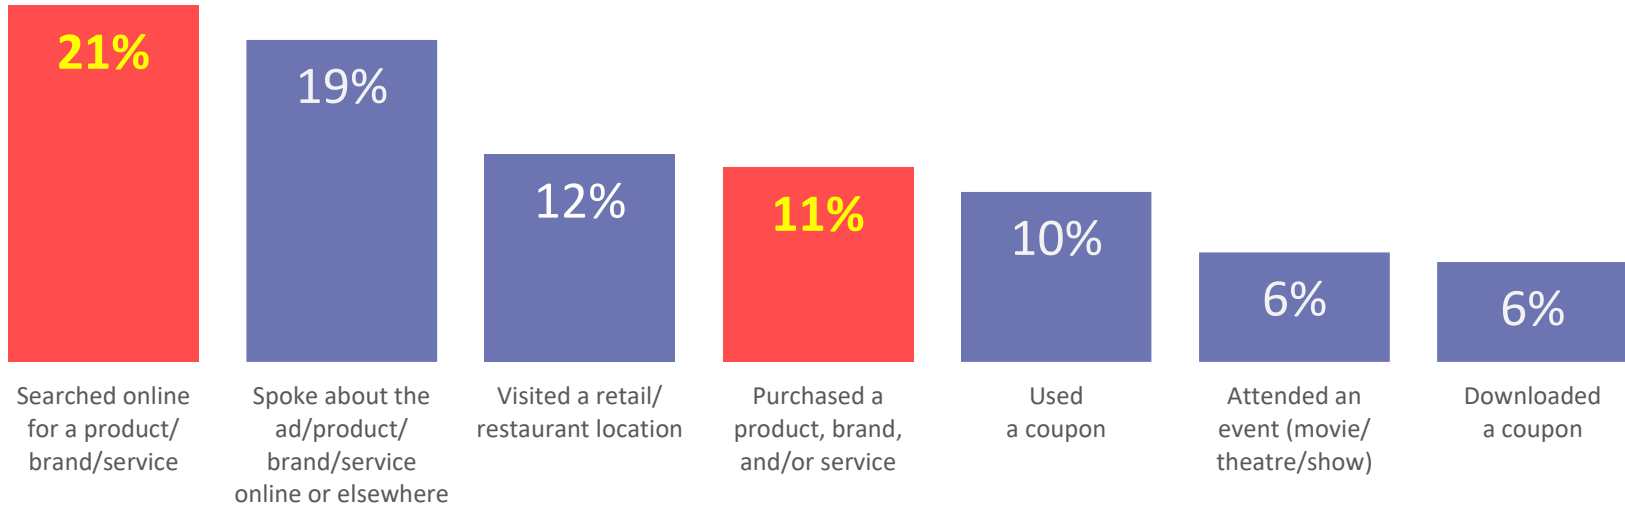 21%
19%
12%
11%
10%
6%
6%
Searched online
for a product/
brand/service
Spoke about the
ad/product/
brand/service
online or elsewhere
Visited a retail/
restaurant location
Purchased a
product, brand,
and/or service
Used
a coupon
Attended an
event (movie/
theatre/show)
Downloaded
a coupon